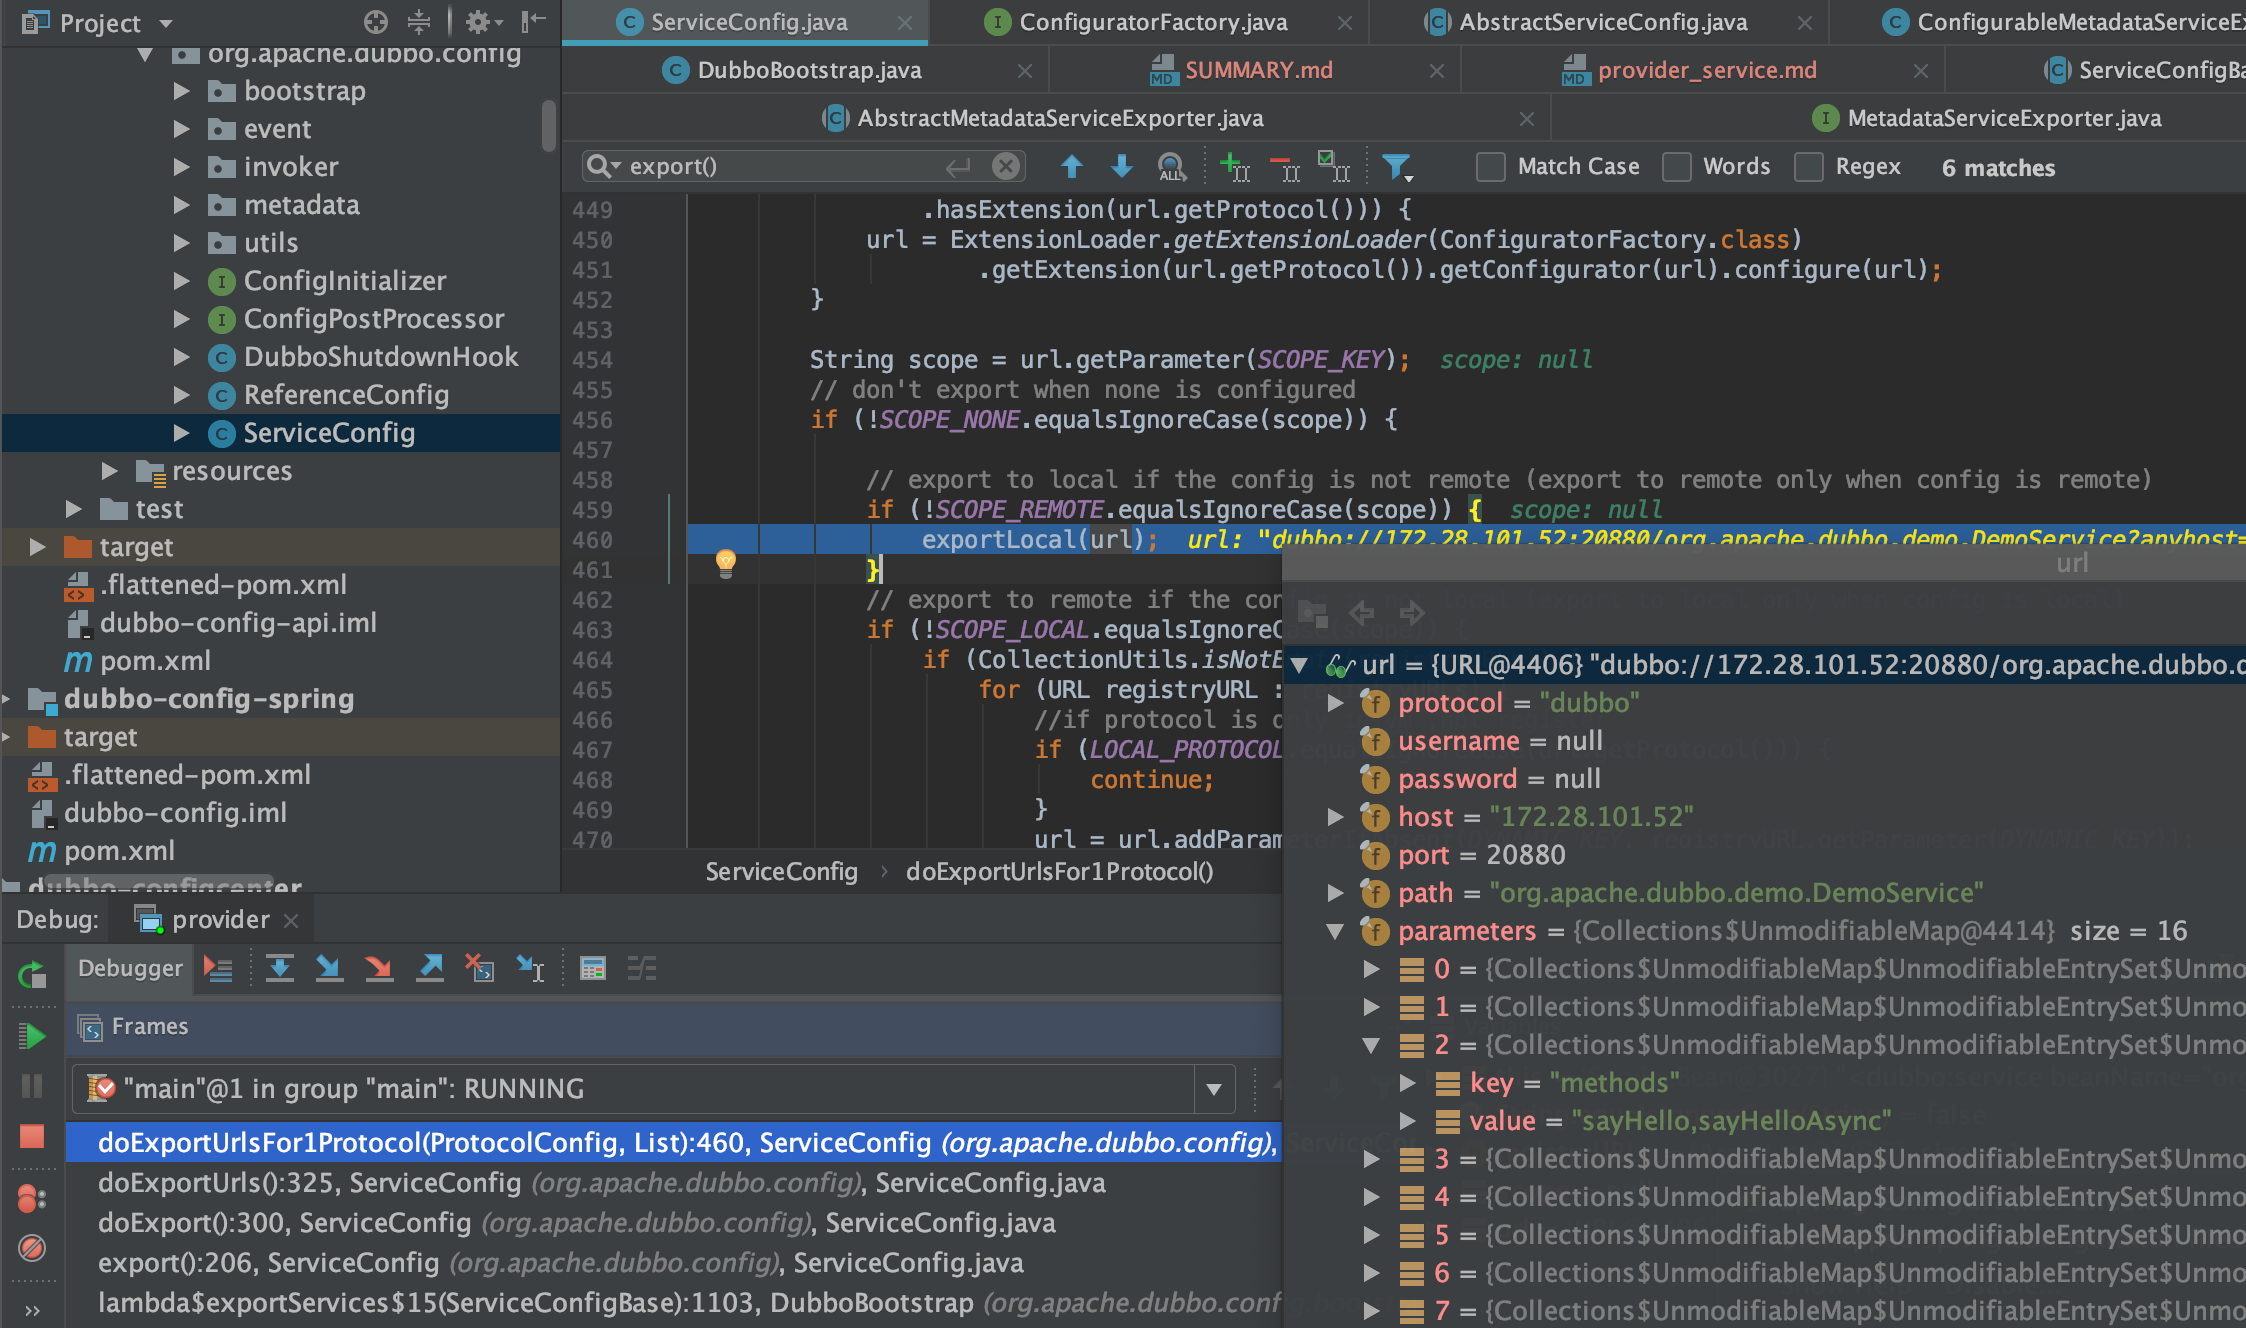 Project
org.apache.dubbo.config
bootstrap
event
invoker
metadata
utils
ConfigInitializer
ConfigPostProcessor
DubboShutdownHook
ReferenceConfig
ServiceConfig
resources
test
target
.flattened-pom.xml
dubbo-config-api.iml
pom.xml
dubbo-config-spring
target
.flattened-pom.xml
dubbo-config.iml
pom.xml
dubbo-configcenter
ServiceConfig.java
ConfiguratorFactory.java
AbstractServiceConfig.java
ConfigurableMetadataServiceEx
DubboBootstrap.java
SUMMARY.md
provider_service.md
ServiceConfigBa
AbstractMetadataServiceExporter.java
MetadataServiceExporter.java
export()
Match Case
Words
Regex
6 matches
449 .hasExtension(url.getProtocol())) {
450 url = ExtensionLoader.getExtensionLoader(ConfiguratorFactory.class)
451 .getExtension(url.getProtocol()).getConfigurator(url).configure(url);
452 }
453
454 String scope = url.getParameter(SCOPE_KEY); scope: null
455 // don't export when none is configured
456 if (!SCOPE_NONE.equalsIgnoreCase(scope)) {
457
458 // export to local if the config is not remote (export to remote only when config is remote)
459 if (!SCOPE_REMOTE.equalsIgnoreCase(scope)) { scope: null
460 exportLocal(url); url: "dubbo://172.28.101.52:20880/org.apache.dubbo.demo.DemoService?anyhost=
461 }
462 // export to remote if the con
463 if (!SCOPE_LOCAL.equalsIgnoreC
464 if (CollectionUtils.isNotE
465 for (URL registryURL :
466 //if protocol is o
467 if (LOCAL_PROTOCOL
468 continue;
469 }
470 url = url.addParam
ServiceConfig › doExportUrlsFor1Protocol()
url
url = {URL@4406} "dubbo://172.28.101.52:20880/org.apache.dubbo.d
protocol = "dubbo"
username = null
password = null
host = "172.28.101.52"
port = 20880
path = "org.apache.dubbo.demo.DemoService"
parameters = {Collections$UnmodifiableMap@4414} size = 16
0 = {Collections$UnmodifiableMap$UnmodifiableEntrySet$Unmo
1 = {Collections$UnmodifiableMap$UnmodifiableEntrySet$Unmo
2 = {Collections$UnmodifiableMap$UnmodifiableEntrySet$Unmo
key = "methods"
value = "sayHello,sayHelloAsync"
3 = {Collections$UnmodifiableMap$UnmodifiableEntrySet$Unmo
4 = {Collections$UnmodifiableMap$UnmodifiableEntrySet$Unmo
5 = {Collections$UnmodifiableMap$UnmodifiableEntrySet$Unmo
6 = {Collections$UnmodifiableMap$UnmodifiableEntrySet$Unmo
7 = {Collections$UnmodifiableMap$UnmodifiableEntrySet$Unmo
Debug: provider
Debugger
Frames
"main"@1 in group "main": RUNNING
doExportUrlsFor1Protocol(ProtocolConfig, List):460, ServiceConfig (org.apache.dubbo.config),
doExportUrls():325, ServiceConfig (org.apache.dubbo.config), ServiceConfig.java
doExport():300, ServiceConfig (org.apache.dubbo.config), ServiceConfig.java
export():206, ServiceConfig (org.apache.dubbo.config), ServiceConfig.java
lambda$exportServices$15(ServiceConfigBase):1103, DubboBootstrap (org.apache.dubbo.conf